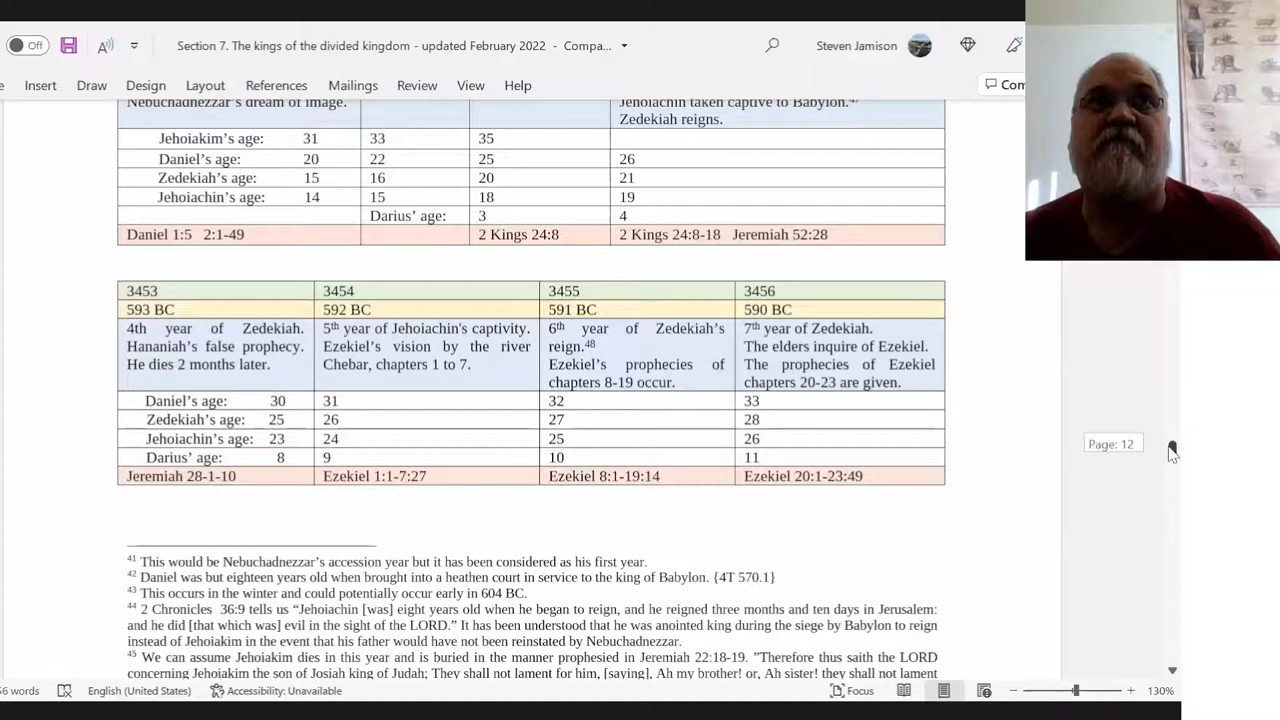 Off
Section 7. The kings of the divided kingdom - updated February 2022 - Compa...
Steven Jamison
Insert Draw Design Layout References Mailings Review View Help
Nebuchadnezzar's dream of image.
Jehoiachin taken captive to Babylon.47
Zedekiah reigns.
Jehoiakim's age: 31 33 35
Daniel's age: 20 22 25 26
Zedekiah's age: 15 16 20 21
Jehoiachin's age: 14 15 18 19
Darius' age: 3 4
Daniel 1:5 2:1-49 2 Kings 24:8 2 Kings 24:8-18 Jeremiah 52:28
3453 3454 3455 3456
593 BC 592 BC 591 BC 590 BC
4th year of Zedekiah.
Hananiah's false prophecy.
He dies 2 months later.
5th year of Jehoiachin's captivity.
Ezekiel's vision by the river
Chebar, chapters 1 to 7.
6th year of Zedekiah's
reign.48
Ezekiel's prophecies of
chapters 8-19 occur.
7th year of Zedekiah.
The elders inquire of Ezekiel.
The prophecies of Ezekiel
chapters 20-23 are given.
Daniel's age: 30 31 32 33
Zedekiah's age: 25 26 27 28
Jehoiachin's age: 23 24 25 26
Darius' age: 8 9 10 11
Jeremiah 28-1-10 Ezekiel 1:1-7:27 Ezekiel 8:1-19:14 Ezekiel 20:1-23:49
Page: 12
41 This would be Nebuchadnezzar's accession year but it has been considered as his first year.
42 Daniel was but eighteen years old when brought into a heathen court in service to the king of Babylon. {4T 570.1}
43 This occurs in the winter and could potentially occur early in 604 BC.
44 2 Chronicles 36:9 tells us “Jehoiachin [was] eight years old when he began to reign, and he reigned three months and ten days in Jerusalem:
and he did [that which was] evil in the sight of the LORD.” It has been understood that he was anointed king during the siege by Babylon to reign
instead of Jehoiakim in the event that his father would have not been reinstated by Nebuchadnezzar.
45 We can assume Jehoiakim dies in this year and is buried in the manner prophesied in Jeremiah 22:18-19. ”Therefore thus saith the LORD
concerning Jehoiakim the son of Josiah king of Judah; They shall not lament for him, [saying], Ah my brother! or, Ah sister! they shall not lament
words English (United States) Accessibility: Unavailable Focus 130%